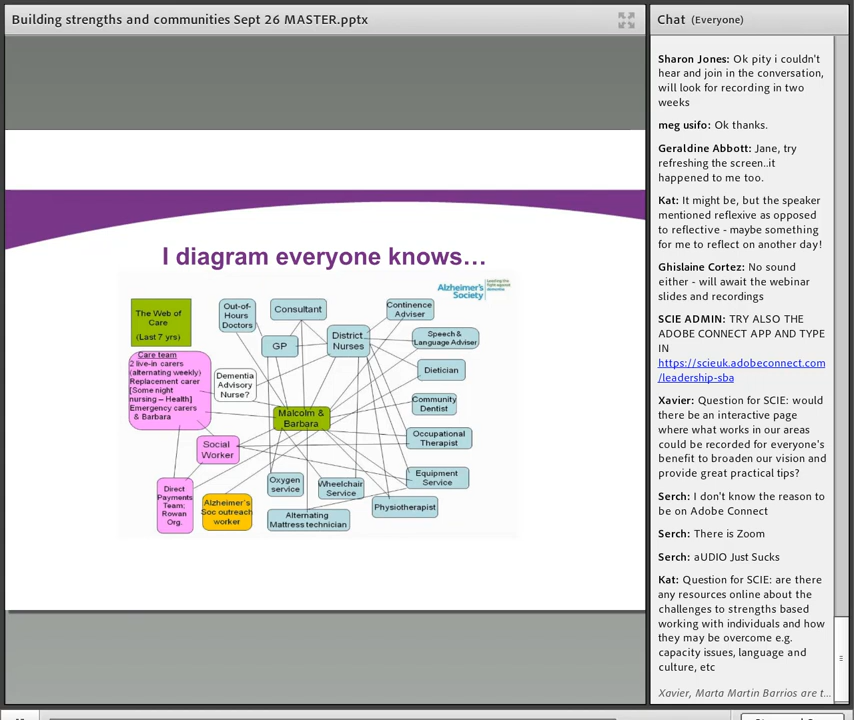 Building strengths and communities Sept 26 MASTER.pptx
I diagram everyone knows…
Alzheimer's
Society
The Web of
Care
(Last 7 yrs)
Out-of-
Hours
Doctors
Consultant
Continence
Adviser
GP
District
Nurses
Speech &
Language Adviser
Care team
2 live-in carers
(alternating weekly)
Replacement carer
[Some night
nursing – Health]
Emergency carers
& Barbara
Dementia
Advisory
Nurse?
Dietician
Malcolm &
Barbara
Community
Dentist
Social
Worker
Occupational
Therapist
Direct
Payments
Team;
Rowan
Org.
Alzheimer's
Soc outreach
worker
Oxygen
service
Wheelchair
Service
Equipment
Service
Alternating
Mattress technician
Physiotherapist
Chat (Everyone)
Sharon Jones: Ok pity i couldn't
hear and join in the conversation,
will look for recording in two
weeks
meg usifo: Ok thanks.
Geraldine Abbott: Jane, try
refreshing the screen..it
happened to me too.
Kat: It might be, but the speaker
mentioned reflexive as opposed
to reflective - maybe something
for me to reflect on another day!
Ghislaine Cortez: No sound
either - will await the webinar
slides and recordings
SCIE ADMIN: TRY ALSO THE
ADOBE CONNECT APP AND TYPE
IN
https://scieuk.adobeconnect.com
/leadership-sba
Xavier: Question for SCIE: would
there be an interactive page
where what works in our areas
could be recorded for everyone's
benefit to broaden our vision and
provide great practical tips?
Serch: I don't know the reason to
be on Adobe Connect
Serch: There is Zoom
Serch: aUDIO Just Sucks
Kat: Question for SCIE: are there
any resources online about the
challenges to strengths based
working with individuals and how
they may be overcome e.g.
capacity issues, language and
culture, etc
Xavier, Marta Martin Barrios are t...